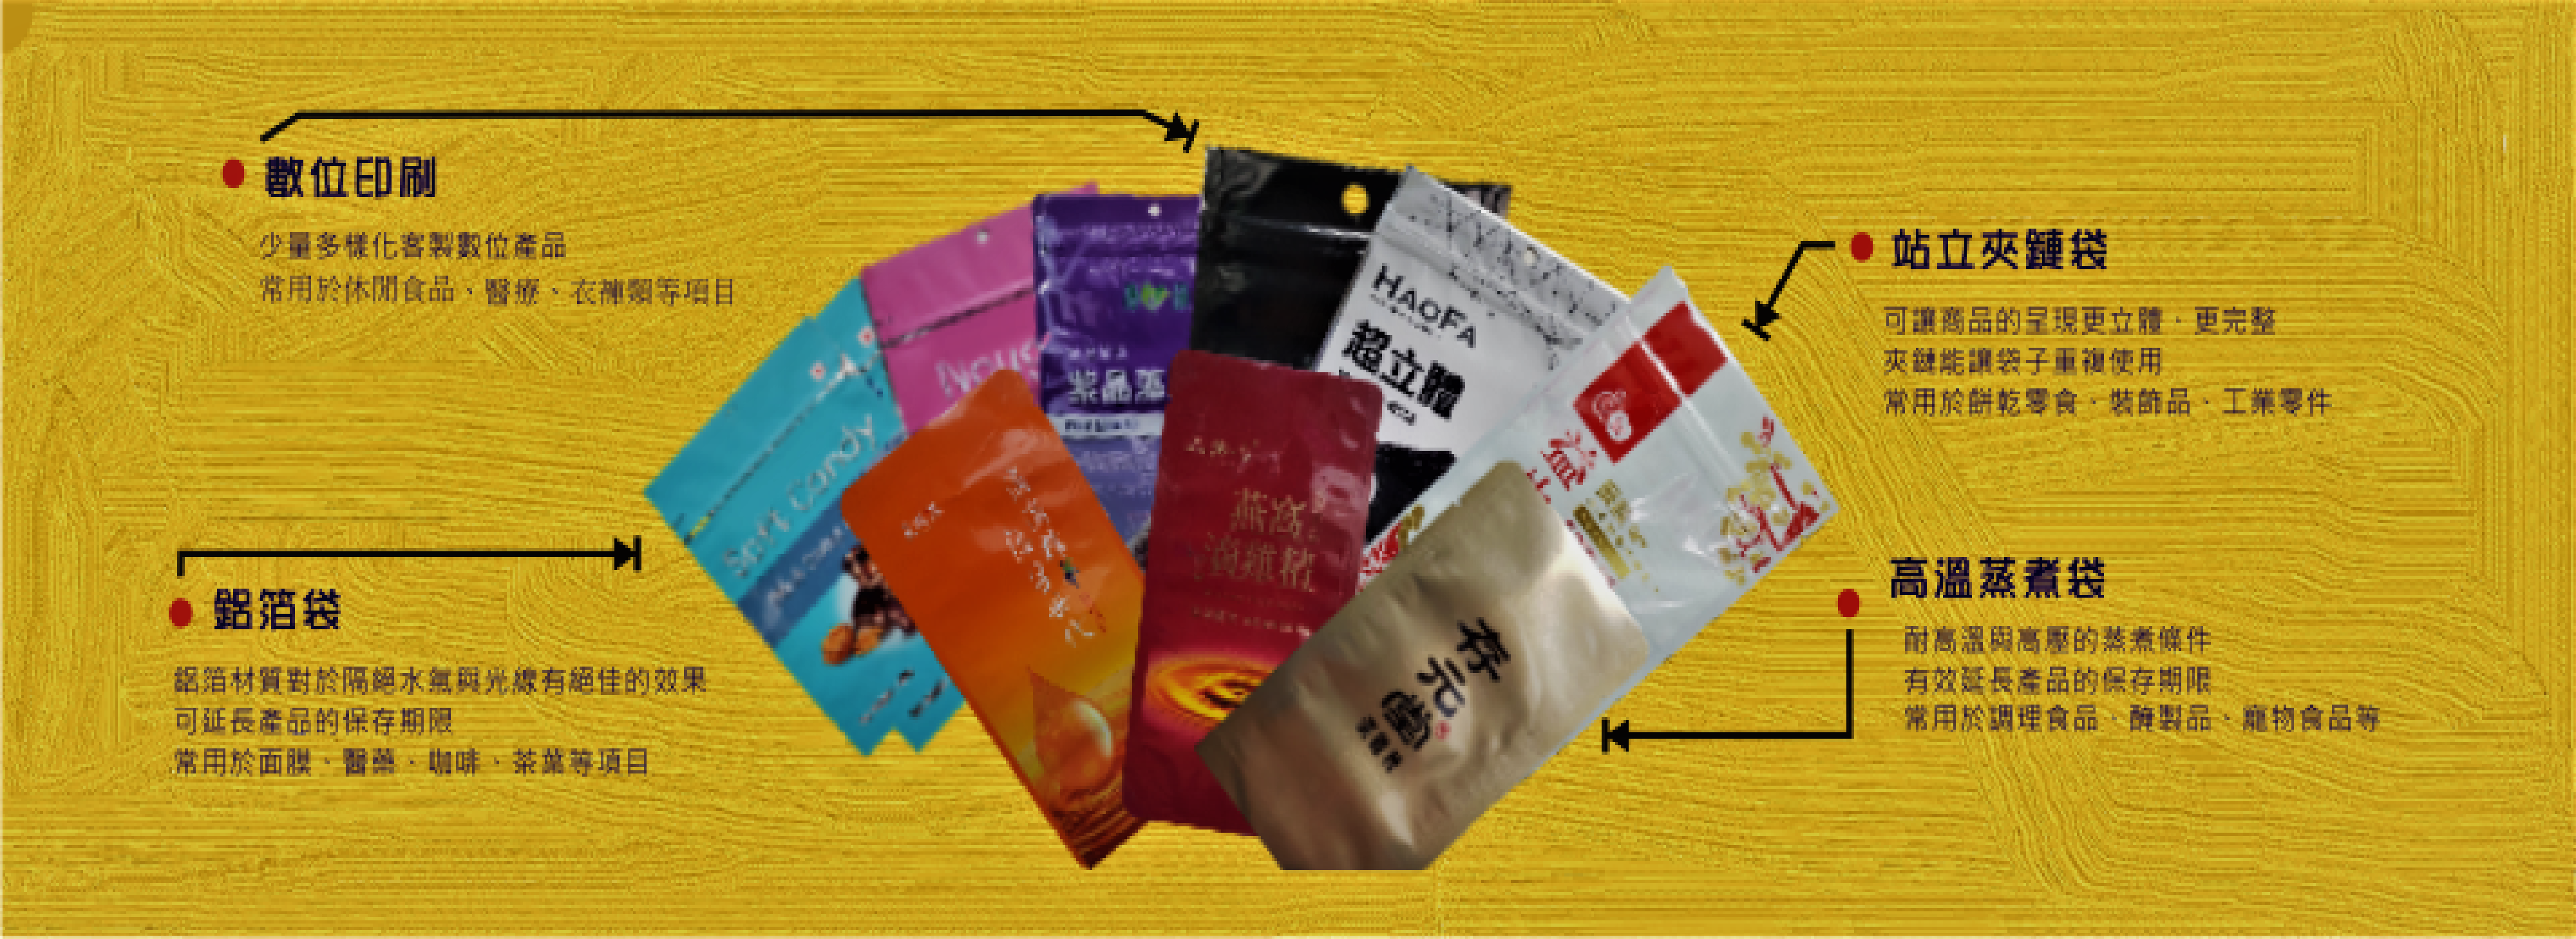 數位印刷
少量多樣化客製數位產品
常用於休閒食品、醫療、衣褲類等項目
鋁箔袋
鋁箔材質對於隔絕水氣與光線有絕佳的效果
可延長產品的保存期限
常用於面膜、醫藥、咖啡、茶葉等項目
站立夾鏈袋
可讓商品的呈現更立體、更完整
夾鏈能讓袋子重複使用
常用於餅乾零食、裝飾品、工業零件
高溫蒸煮袋
耐高溫與高壓的蒸煮條件
有效延長產品的保存期限
常用於調理食品、醃製品、寵物食品等
Soft Candy
HAOFA
超立體
燕窩
滴雞精
存元堂